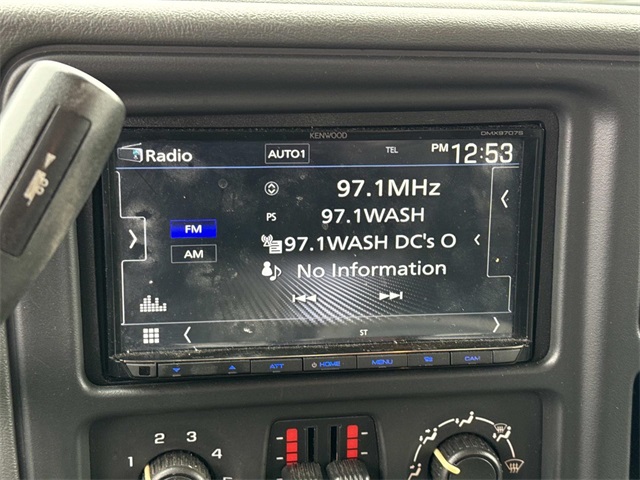 KENWOOD DMX9707S
Radio AUTO1 TEL PM 12:53
97.1MHz
PS 97.1WASH
FM
97.1WASH DC's O
AM
No Information
ST
ATT HOME MENU CAM
1 2 3 4